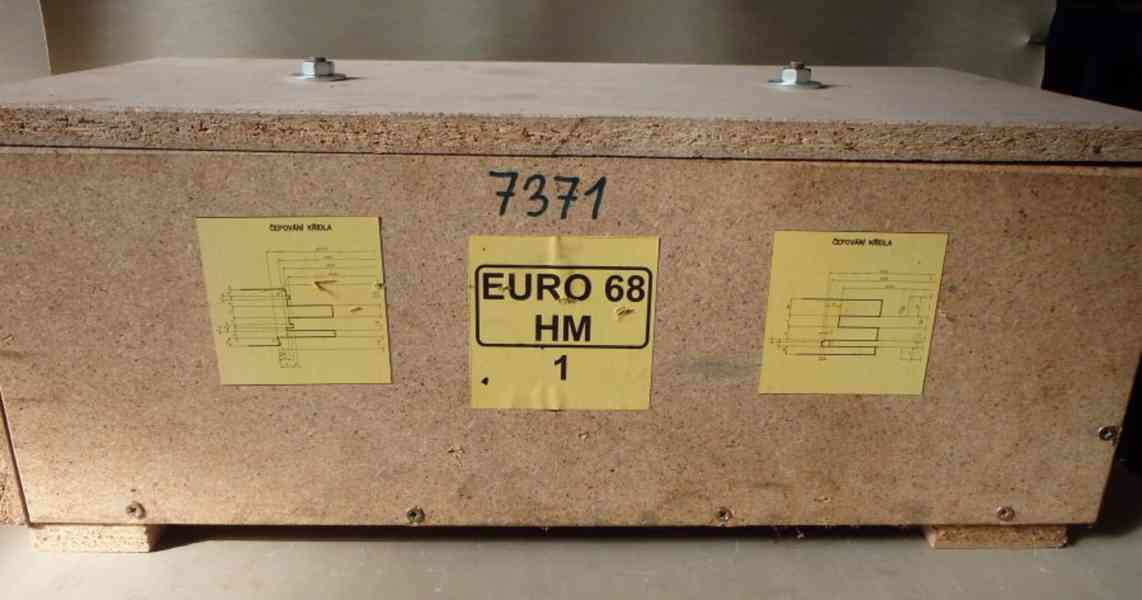 7371
ČEPOVÁNÍ KŘÍDLA
EURO 68
HM
1
ČEPOVÁNÍ KŘÍDLA